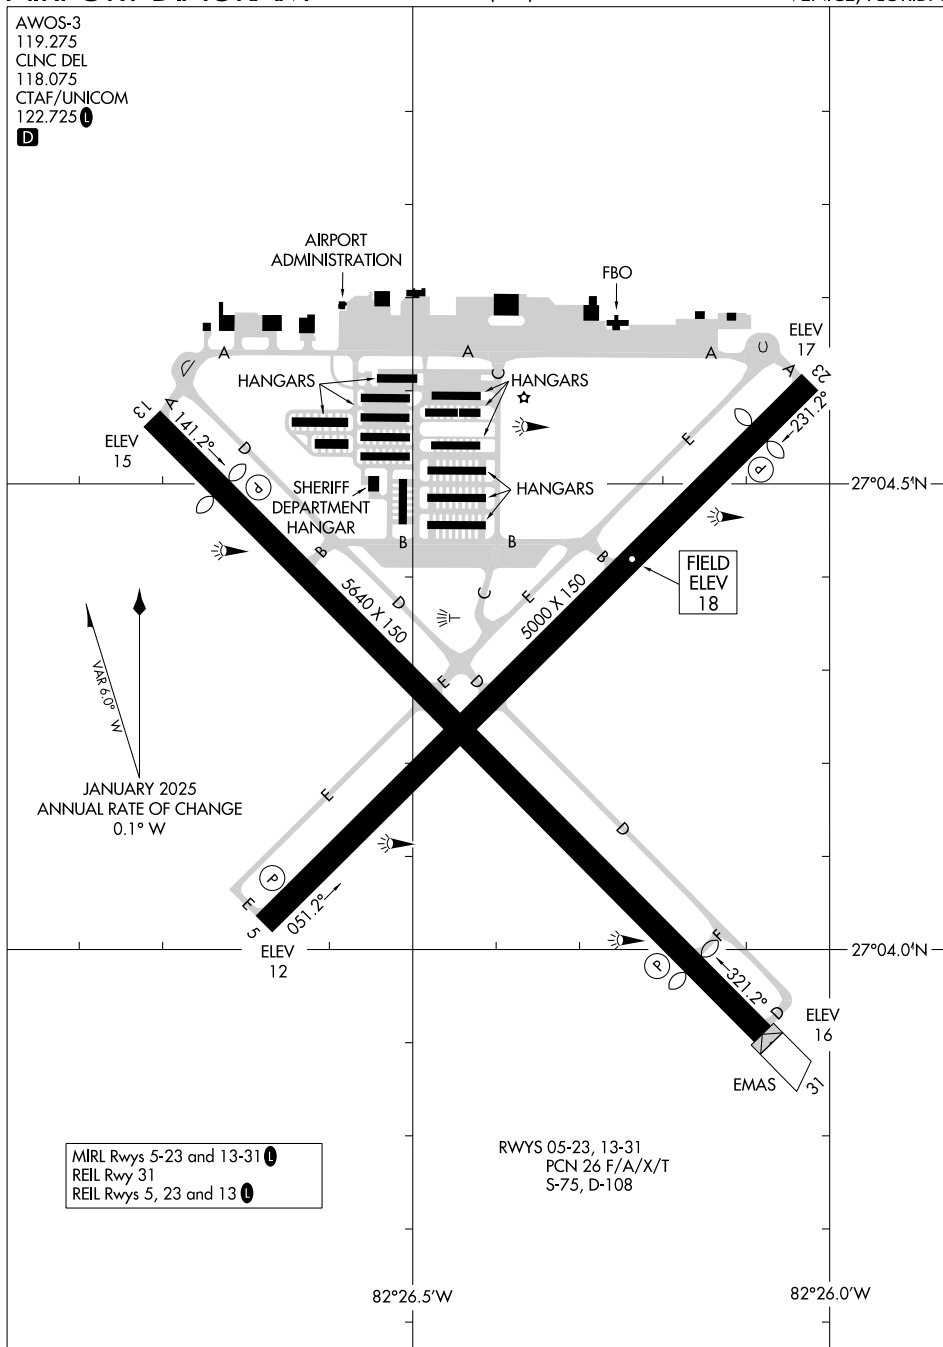 AWOS-3
119.275
CLNC DEL
118.075
CTAF/UNICOM
122.725 L
D
AIRPORT
ADMINISTRATION
FBO
ELEV
17
A
A
A
C
A
23
HANGARS
C
HANGARS
231.2°
13
A
141.2°
D
E
P
ELEV
15
P
SHERIFF
DEPARTMENT
HANGAR
HANGARS
27°04.5'N
B
B
B
B
FIELD
ELEV
18
5640 X 150
D
C
E
5000 X 150
E
D
VAR 6.0° W
JANUARY 2025
ANNUAL RATE OF CHANGE
0.1° W
E
D
P
E
5
051.2°
ELEV
12
F
P
321.2°
27°04.0'N
D
ELEV
16
EMAS
31
MIRL Rwys 5-23 and 13-31 L
REIL Rwy 31
REIL Rwys 5, 23 and 13 L
RWYS 05-23, 13-31
PCN 26 F/A/X/T
S-75, D-108
82°26.5'W
82°26.0'W